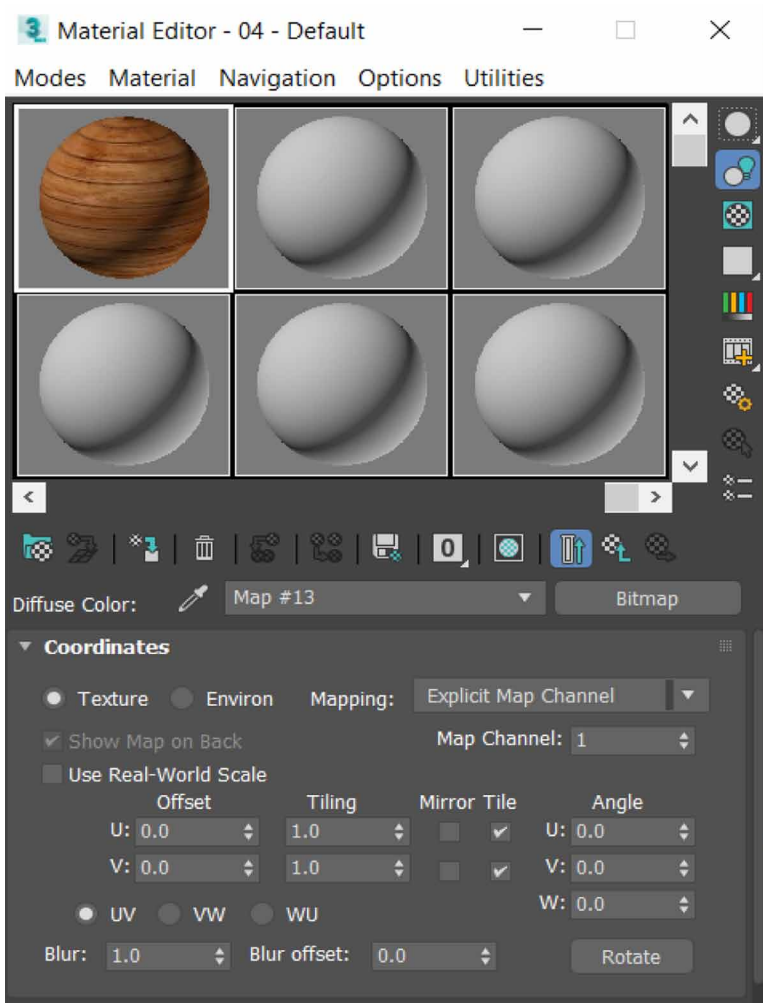 3 Material Editor - 04 - Default
Modes Material Navigation Options Utilities
0
Diffuse Color: Map #13 Bitmap
Coordinates
Texture Environ Mapping: Explicit Map Channel
Show Map on Back Map Channel: 1
Use Real-World Scale
Offset Tiling Mirror Tile Angle
U: 0.0 1.0 U: 0.0
V: 0.0 1.0 V: 0.0
W: 0.0
UV VW WU
Blur: 1.0 Blur offset: 0.0 Rotate